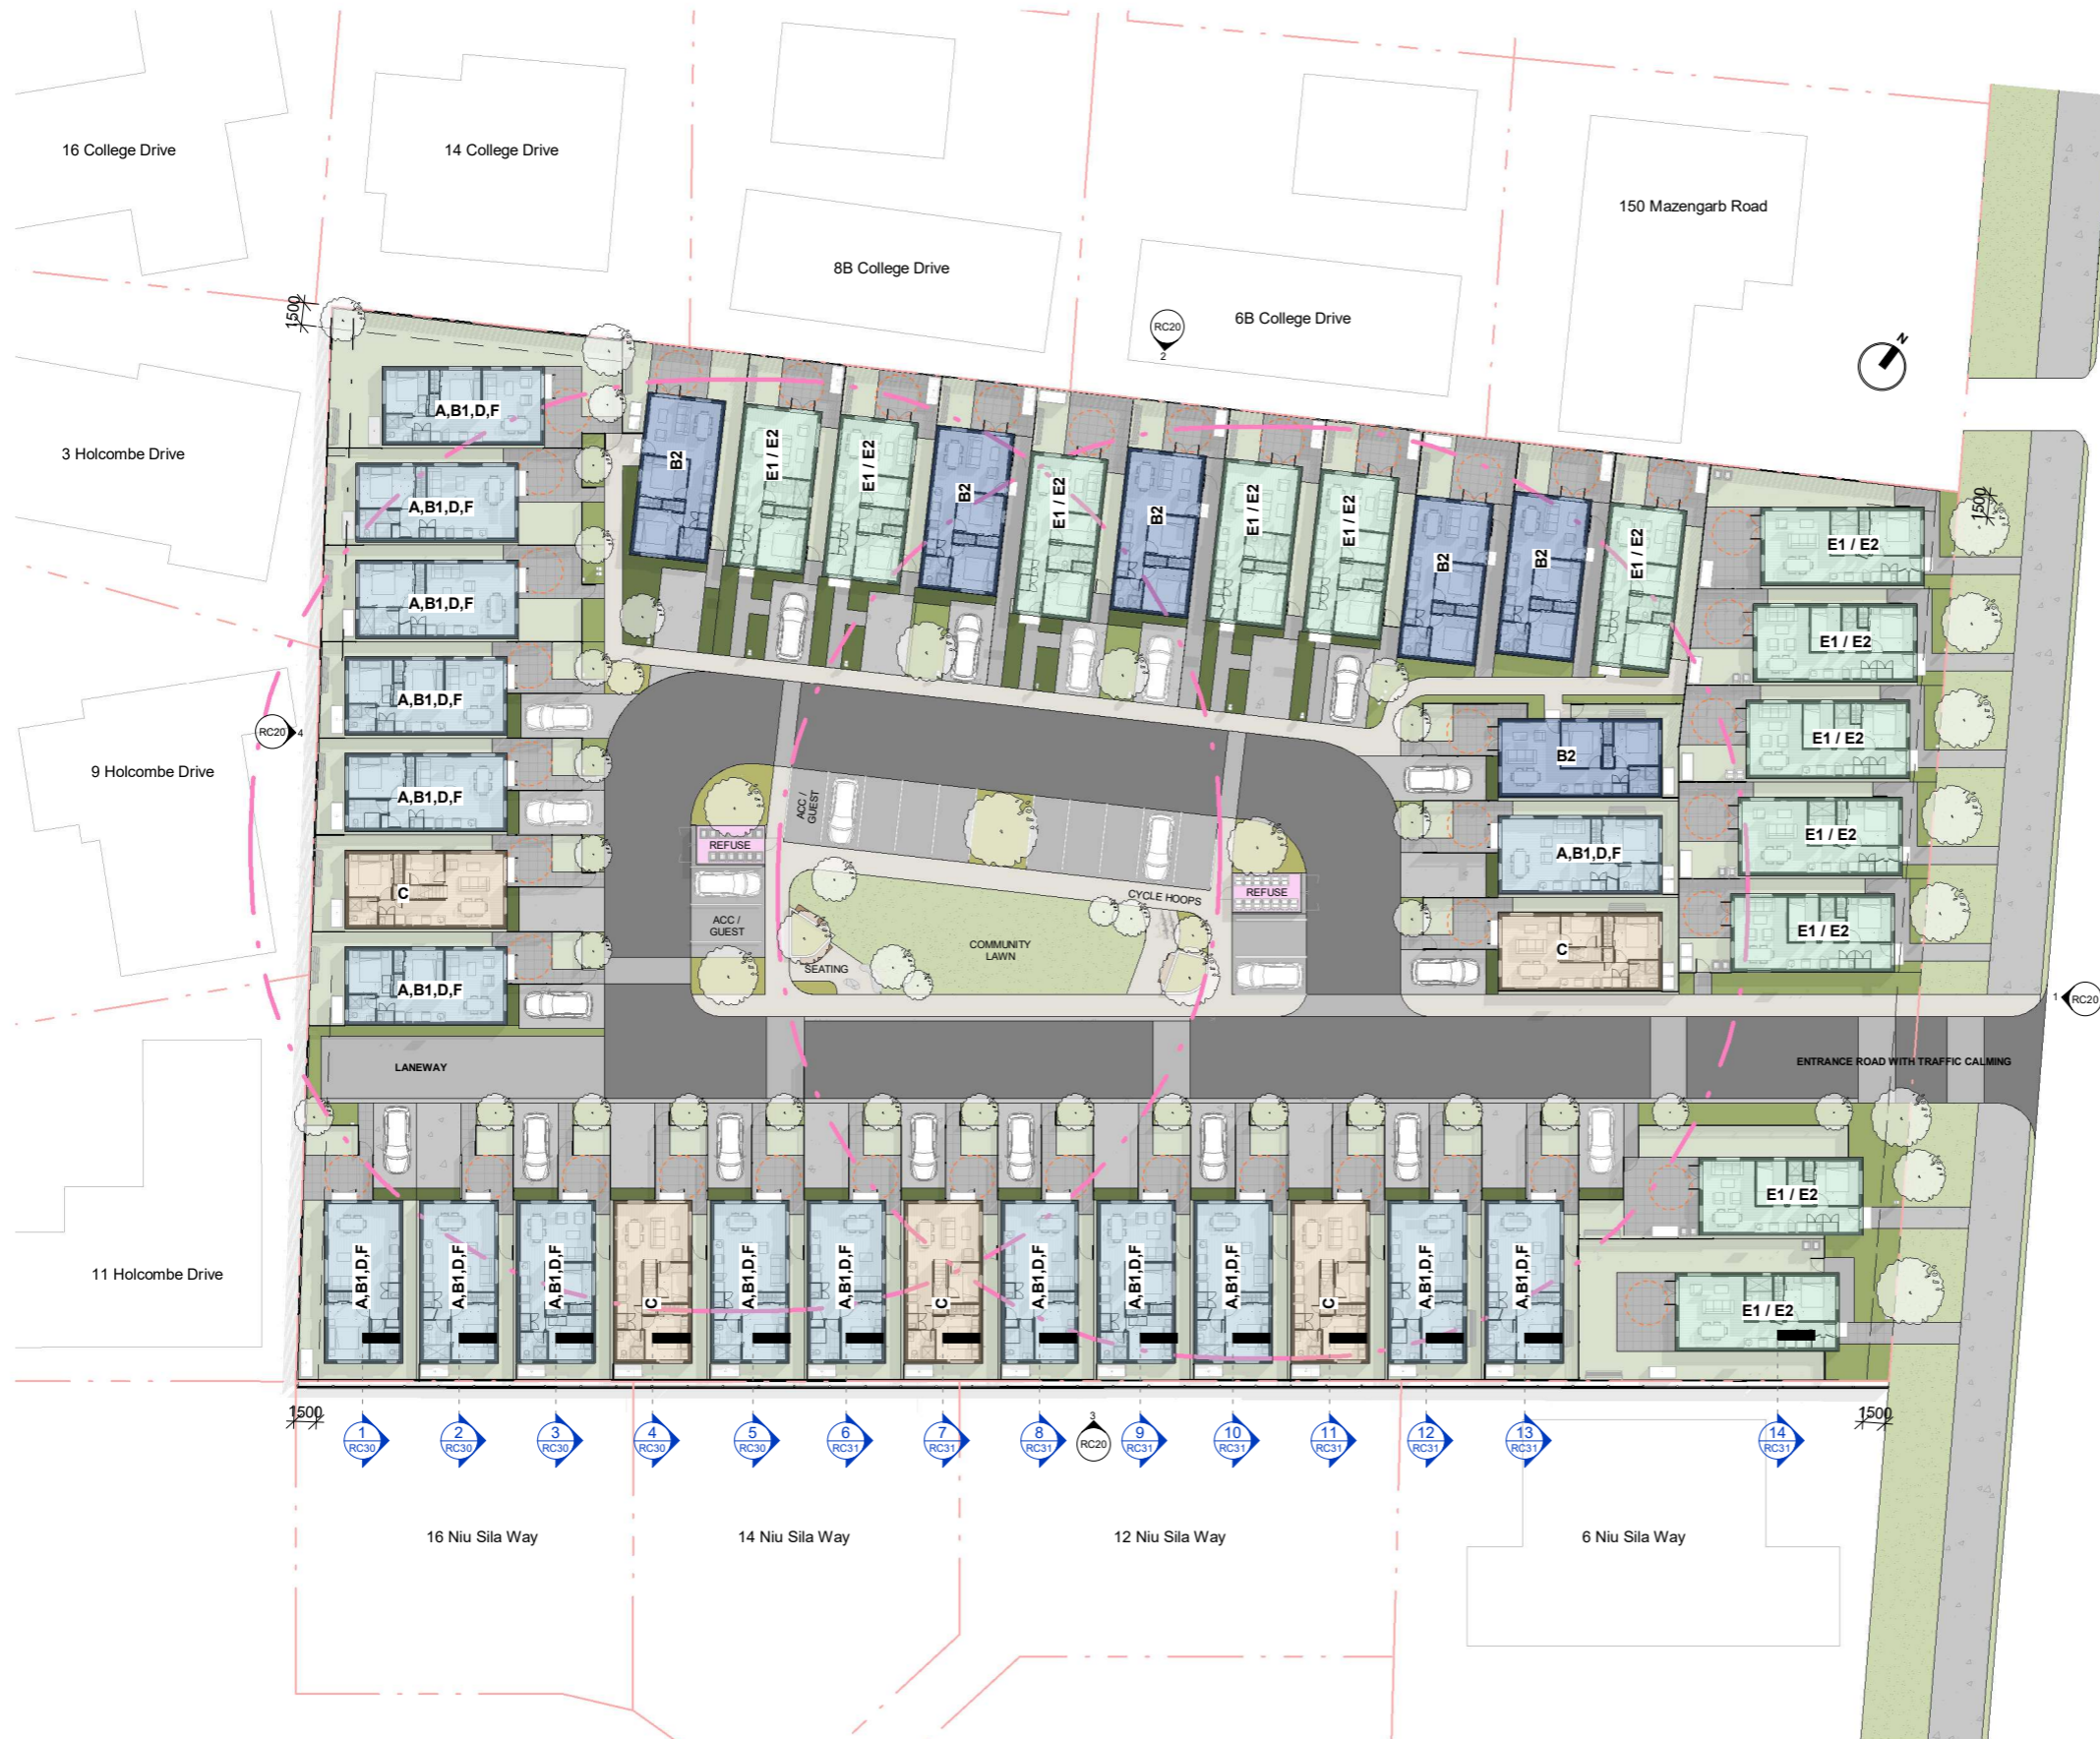 16 College Drive
14 College Drive
150 Mazengarb Road
8B College Drive
6B College Drive
RC20
2
N
1500
3 Holcombe Drive
A,B1,D,F
A,B1,D,F
A,B1,D,F
A,B1,D,F
A,B1,D,F
C
A,B1,D,F
B2
E1 / E2
E1 / E2
B2
E1 / E2
B2
E1 / E2
E1 / E2
B2
B2
E1 / E2
1500
E1 / E2
E1 / E2
E1 / E2
E1 / E2
E1 / E2
B2
A,B1,D,F
C
RC20
4
9 Holcombe Drive
ACC /
GUEST
REFUSE
ACC /
GUEST
SEATING
COMMUNITY
LAWN
CYCLE HOOPS
REFUSE
1
RC20
LANEWAY
ENTRANCE ROAD WITH TRAFFIC CALMING
11 Holcombe Drive
A,B1,D,F
A,B1,D,F
A,B1,D,F
C
A,B1,D,F
A,B1,D,F
C
A,B1,D,F
A,B1,D,F
A,B1,D,F
C
A,B1,D,F
A,B1,D,F
E1 / E2
E1 / E2
1500
1500
1
RC30
2
RC30
3
RC30
4
RC30
5
RC30
6
RC31
7
RC31
8
RC31
3
RC20
9
RC31
10
RC31
11
RC31
12
RC31
13
RC31
14
RC31
16 Niu Sila Way
14 Niu Sila Way
12 Niu Sila Way
6 Niu Sila Way